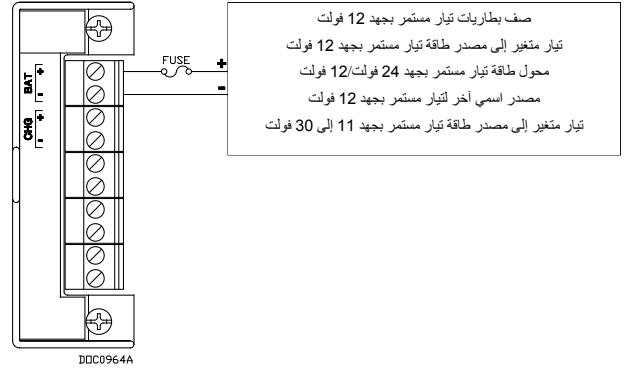 صف بطاريات تيار مستمر بجهد 12 فولت
تيار متغير إلى مصدر طاقة تيار مستمر بجهد 12 فولت
محول طاقة تيار مستمر بجهد 24 فولت/12 فولت
مصدر اسمي آخر لتيار مستمر بجهد 12 فولت
تيار متغير إلى مصدر طاقة تيار مستمر بجهد 11 إلى 30 فولت
FUSE
+
-
BAT
+
-
CHG
+
-
DOC0964A